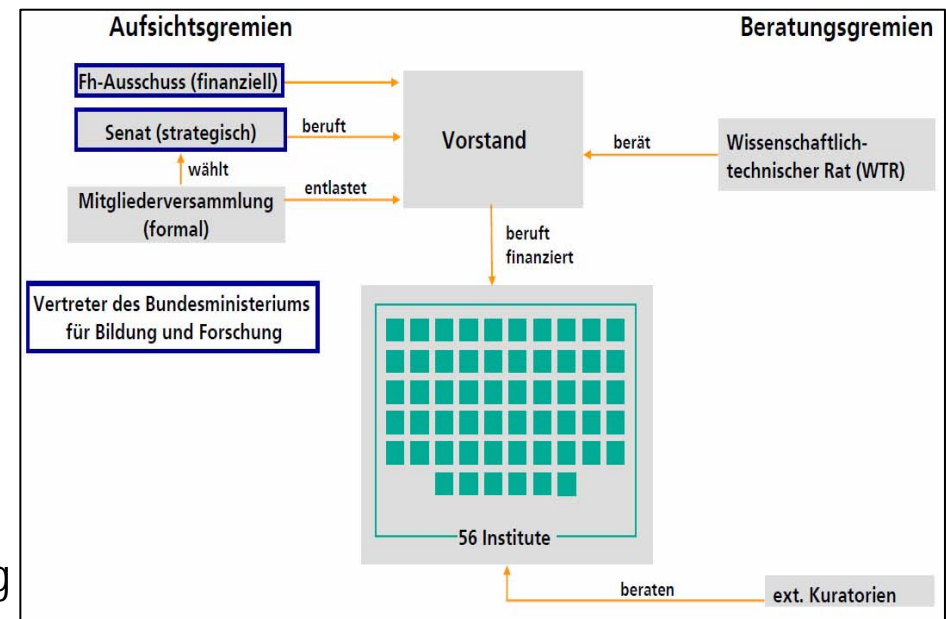 Aufsichtsgremien
Beratungsgremien
Fh-Ausschuss (finanziell)
Senat (strategisch)
beruft
wählt
Mitgliederversammlung
(formal)
entlastet
Vorstand
berät
Wissenschaftlich-
technischer Rat (WTR)
beruft
finanziert
Vertreter des Bundesministeriums
für Bildung und Forschung
56 Institute
beraten
ext. Kuratorien
g